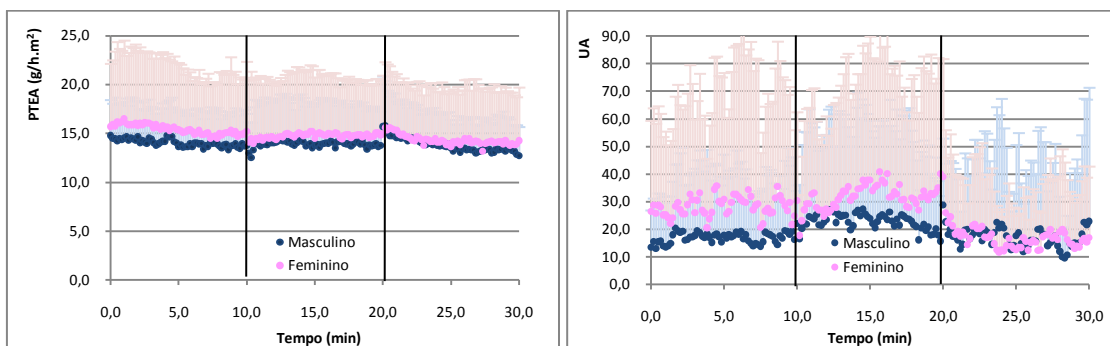 PTEA (g/h.m²)
25,0
20,0
15,0
10,0
5,0
0,0
Masculino
Feminino
0,0 5,0 10,0 15,0 20,0 25,0 30,0
Tempo (min)
UA
90,0
80,0
70,0
60,0
50,0
40,0
30,0
20,0
10,0
0,0
Masculino
Feminino
0,0 5,0 10,0 15,0 20,0 25,0 30,0
Tempo (min)